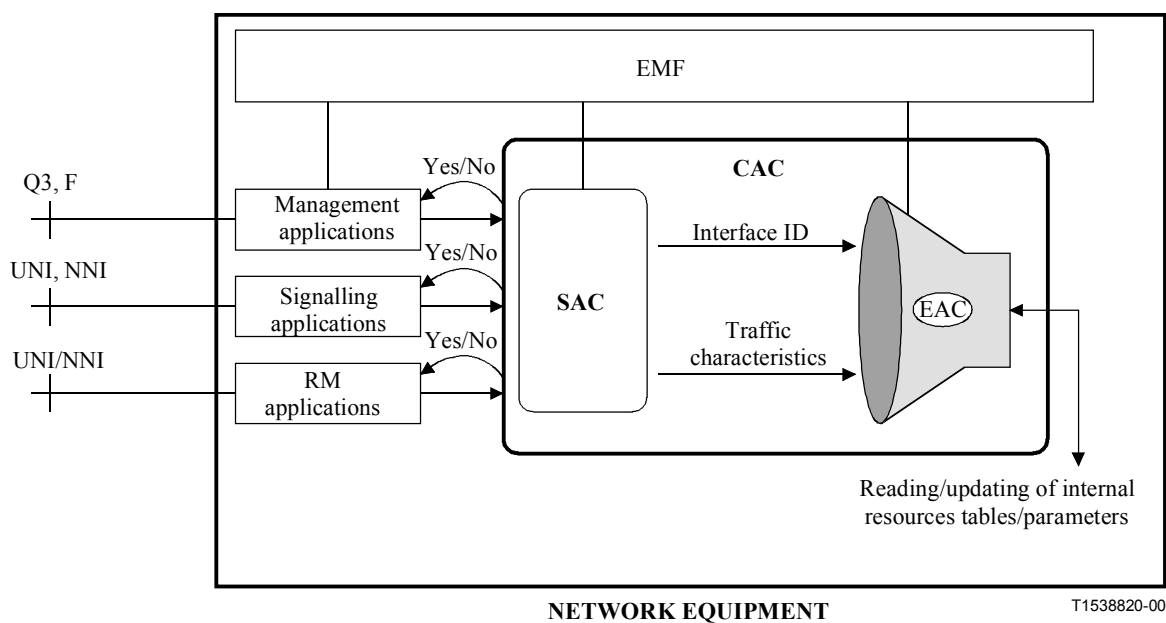 EMF
Yes/No
CAC
Q3, F
Management
applications
Interface ID
UNI, NNI
Yes/No
Signalling
applications
SAC
EAC
Yes/No
Traffic
characteristics
UNI/NNI
RM
applications
Reading/updating of internal
resources tables/parameters
NETWORK EQUIPMENT
T1538820-00